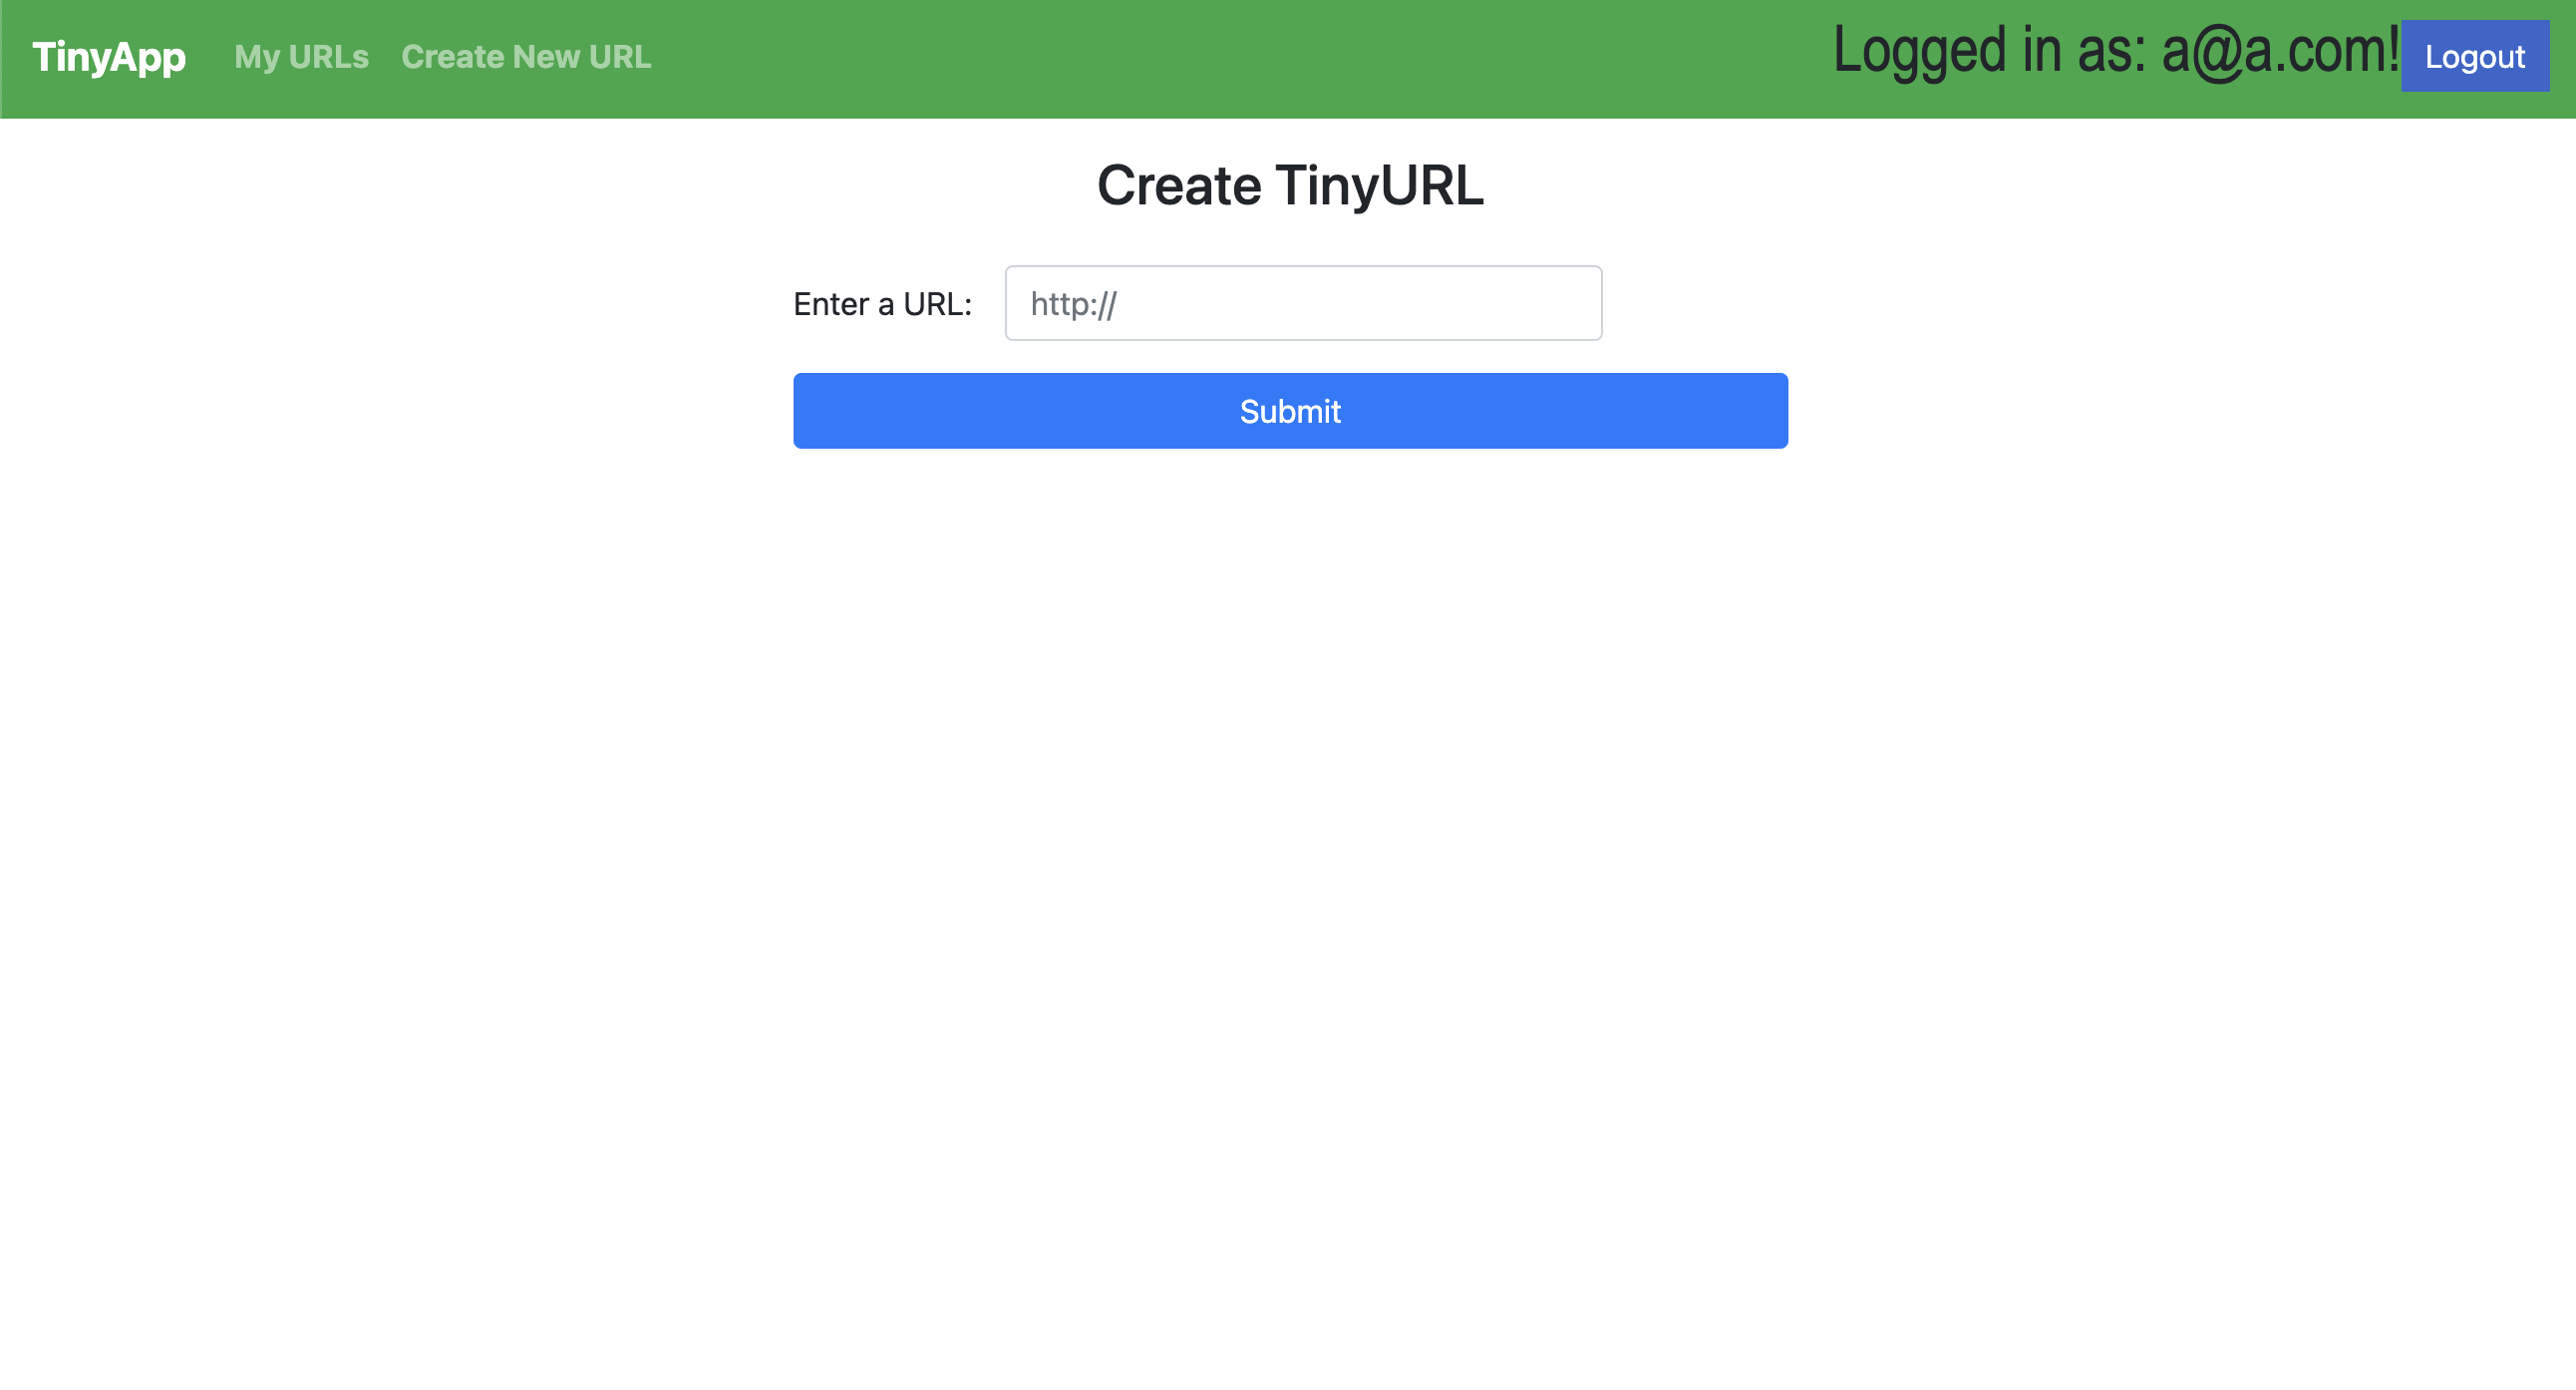 TinyApp My URLs Create New URL Logged in as: a@a.com! Logout
Create TinyURL
Enter a URL: http://
Submit